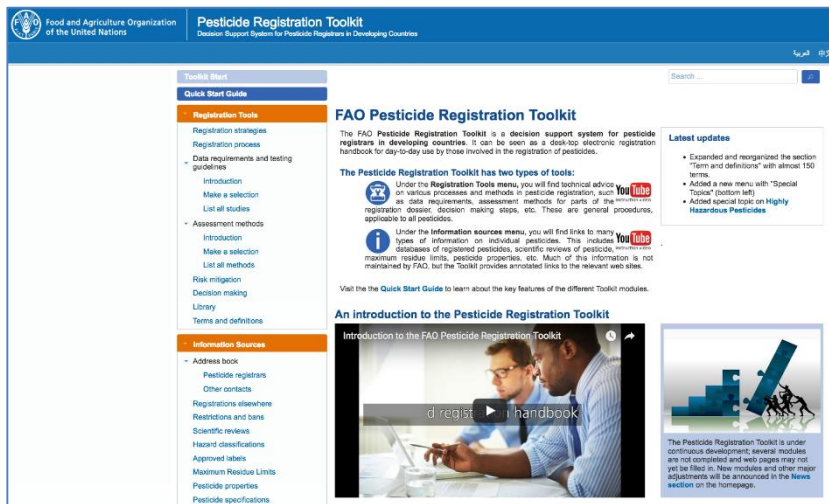 Food and Agriculture Organization
of the United Nations
Pesticide Registration Toolkit
Decision Support System for Pesticide Registrars in Developing Countries
العربية 中文
Toolkit Start
Search ...
Quick Start Guide
Registration Tools
Registration strategies
Registration process
Data requirements and testing
guidelines
Introduction
Make a selection
List all studies
Assessment methods
Introduction
Make a selection
List all methods
Risk mitigation
Decision making
Library
Terms and definitions
Information Sources
Address book
Pesticide registrars
Other contacts
Registrations elsewhere
Restrictions and bans
Scientific reviews
Hazard classifications
Approved labels
Maximum Residue Limits
Pesticide properties
Pesticide specifications
FAO Pesticide Registration Toolkit
The FAO Pesticide Registration Toolkit is a decision support system for pesticide
registrars in developing countries. It can be seen as a desk-top electronic registration
handbook for day-to-day use by those involved in the registration of pesticides.
The Pesticide Registration Toolkit has two types of tools:
Under the Registration Tools menu, you will find technical advice
on various processes and methods in pesticide registration, such
as data requirements, assessment methods for parts of the
registration dossier, decision making steps, etc. These are general procedures,
applicable to all pesticides.
YouTube
instruction video
Under the Information sources menu, you will find links to many
types of information on individual pesticides. This includes
databases of registered pesticides, scientific reviews of pesticide,
maximum residue limits, pesticide properties, etc. Much of this information is not
maintained by FAO, but the Toolkit provides annotated links to the relevant web sites.
YouTube
instruction video
Visit the the Quick Start Guide to learn about the key features of the different Toolkit modules.
An introduction to the Pesticide Registration Toolkit
Introduction to the FAO Pesticide Registration Toolkit
d registration handbook
Latest updates
Expanded and reorganized the section
"Term and definitions" with almost 150
terms.
Added a new menu with "Special
Topics" (bottom left)
Added special topic on Highly
Hazardous Pesticides
The Pesticide Registration Toolkit is under
continuous development; several modules
are not completed and web pages may not
yet be filled in. New modules and other major
adjustments will be announced in the News
section on the homepage.